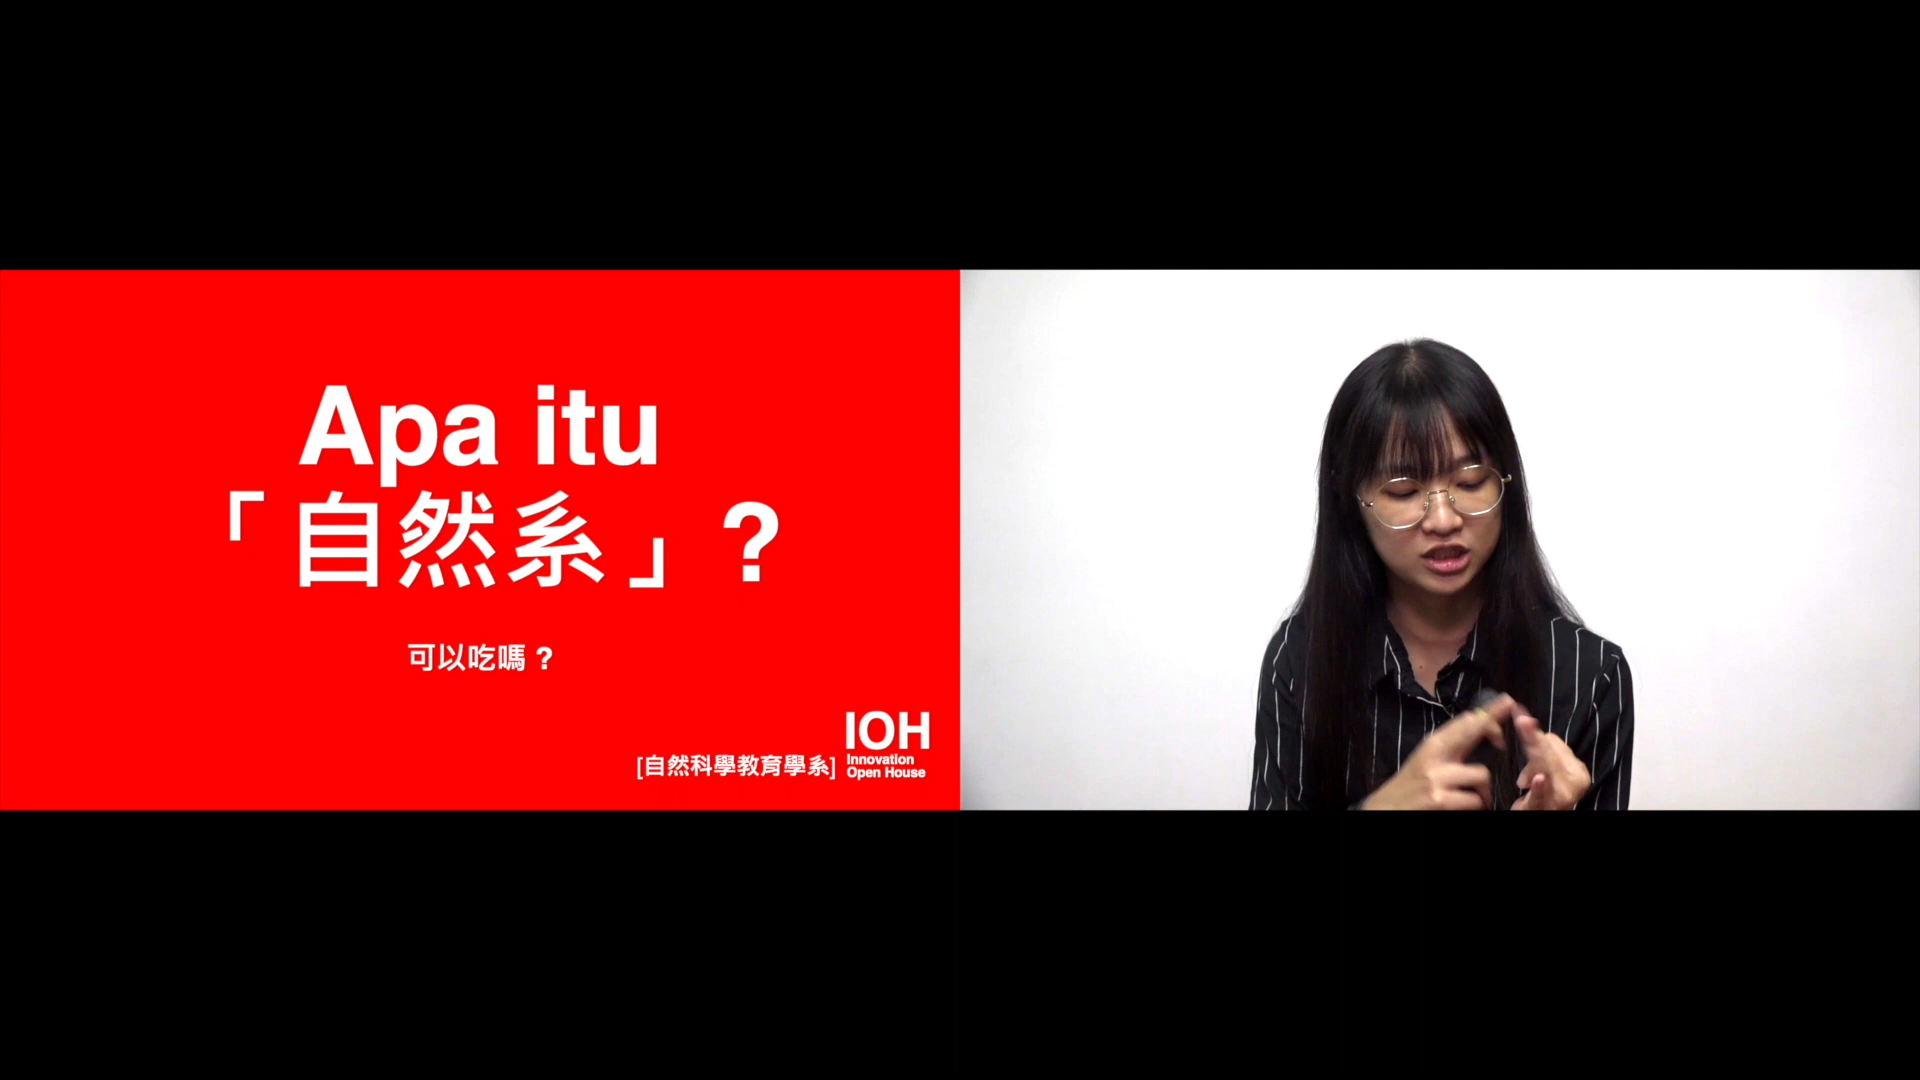 Apa itu
「自然系」?
可以吃嗎 ?
[自然科學教育學系]
IOH
Innovation
Open House